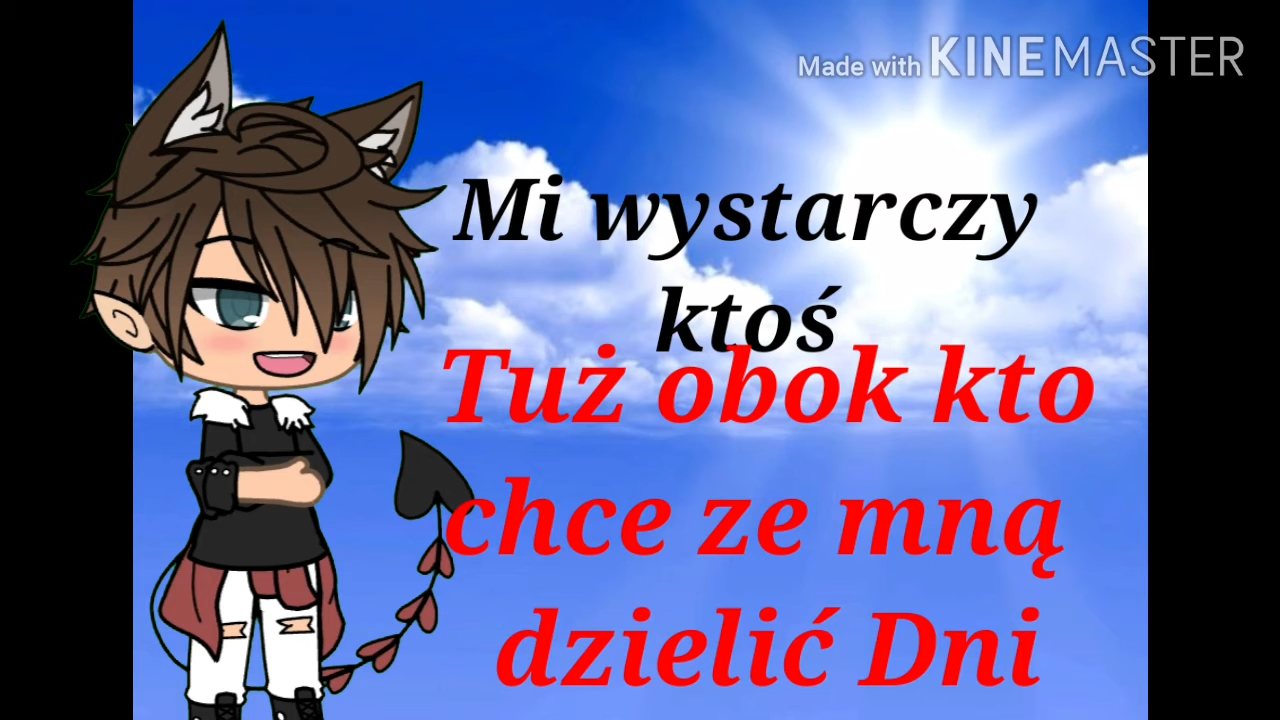 Made with KINEMASTER
Mi wystarczy
ktoś
Tuż obok kto
chce ze mną
dzielić Dni